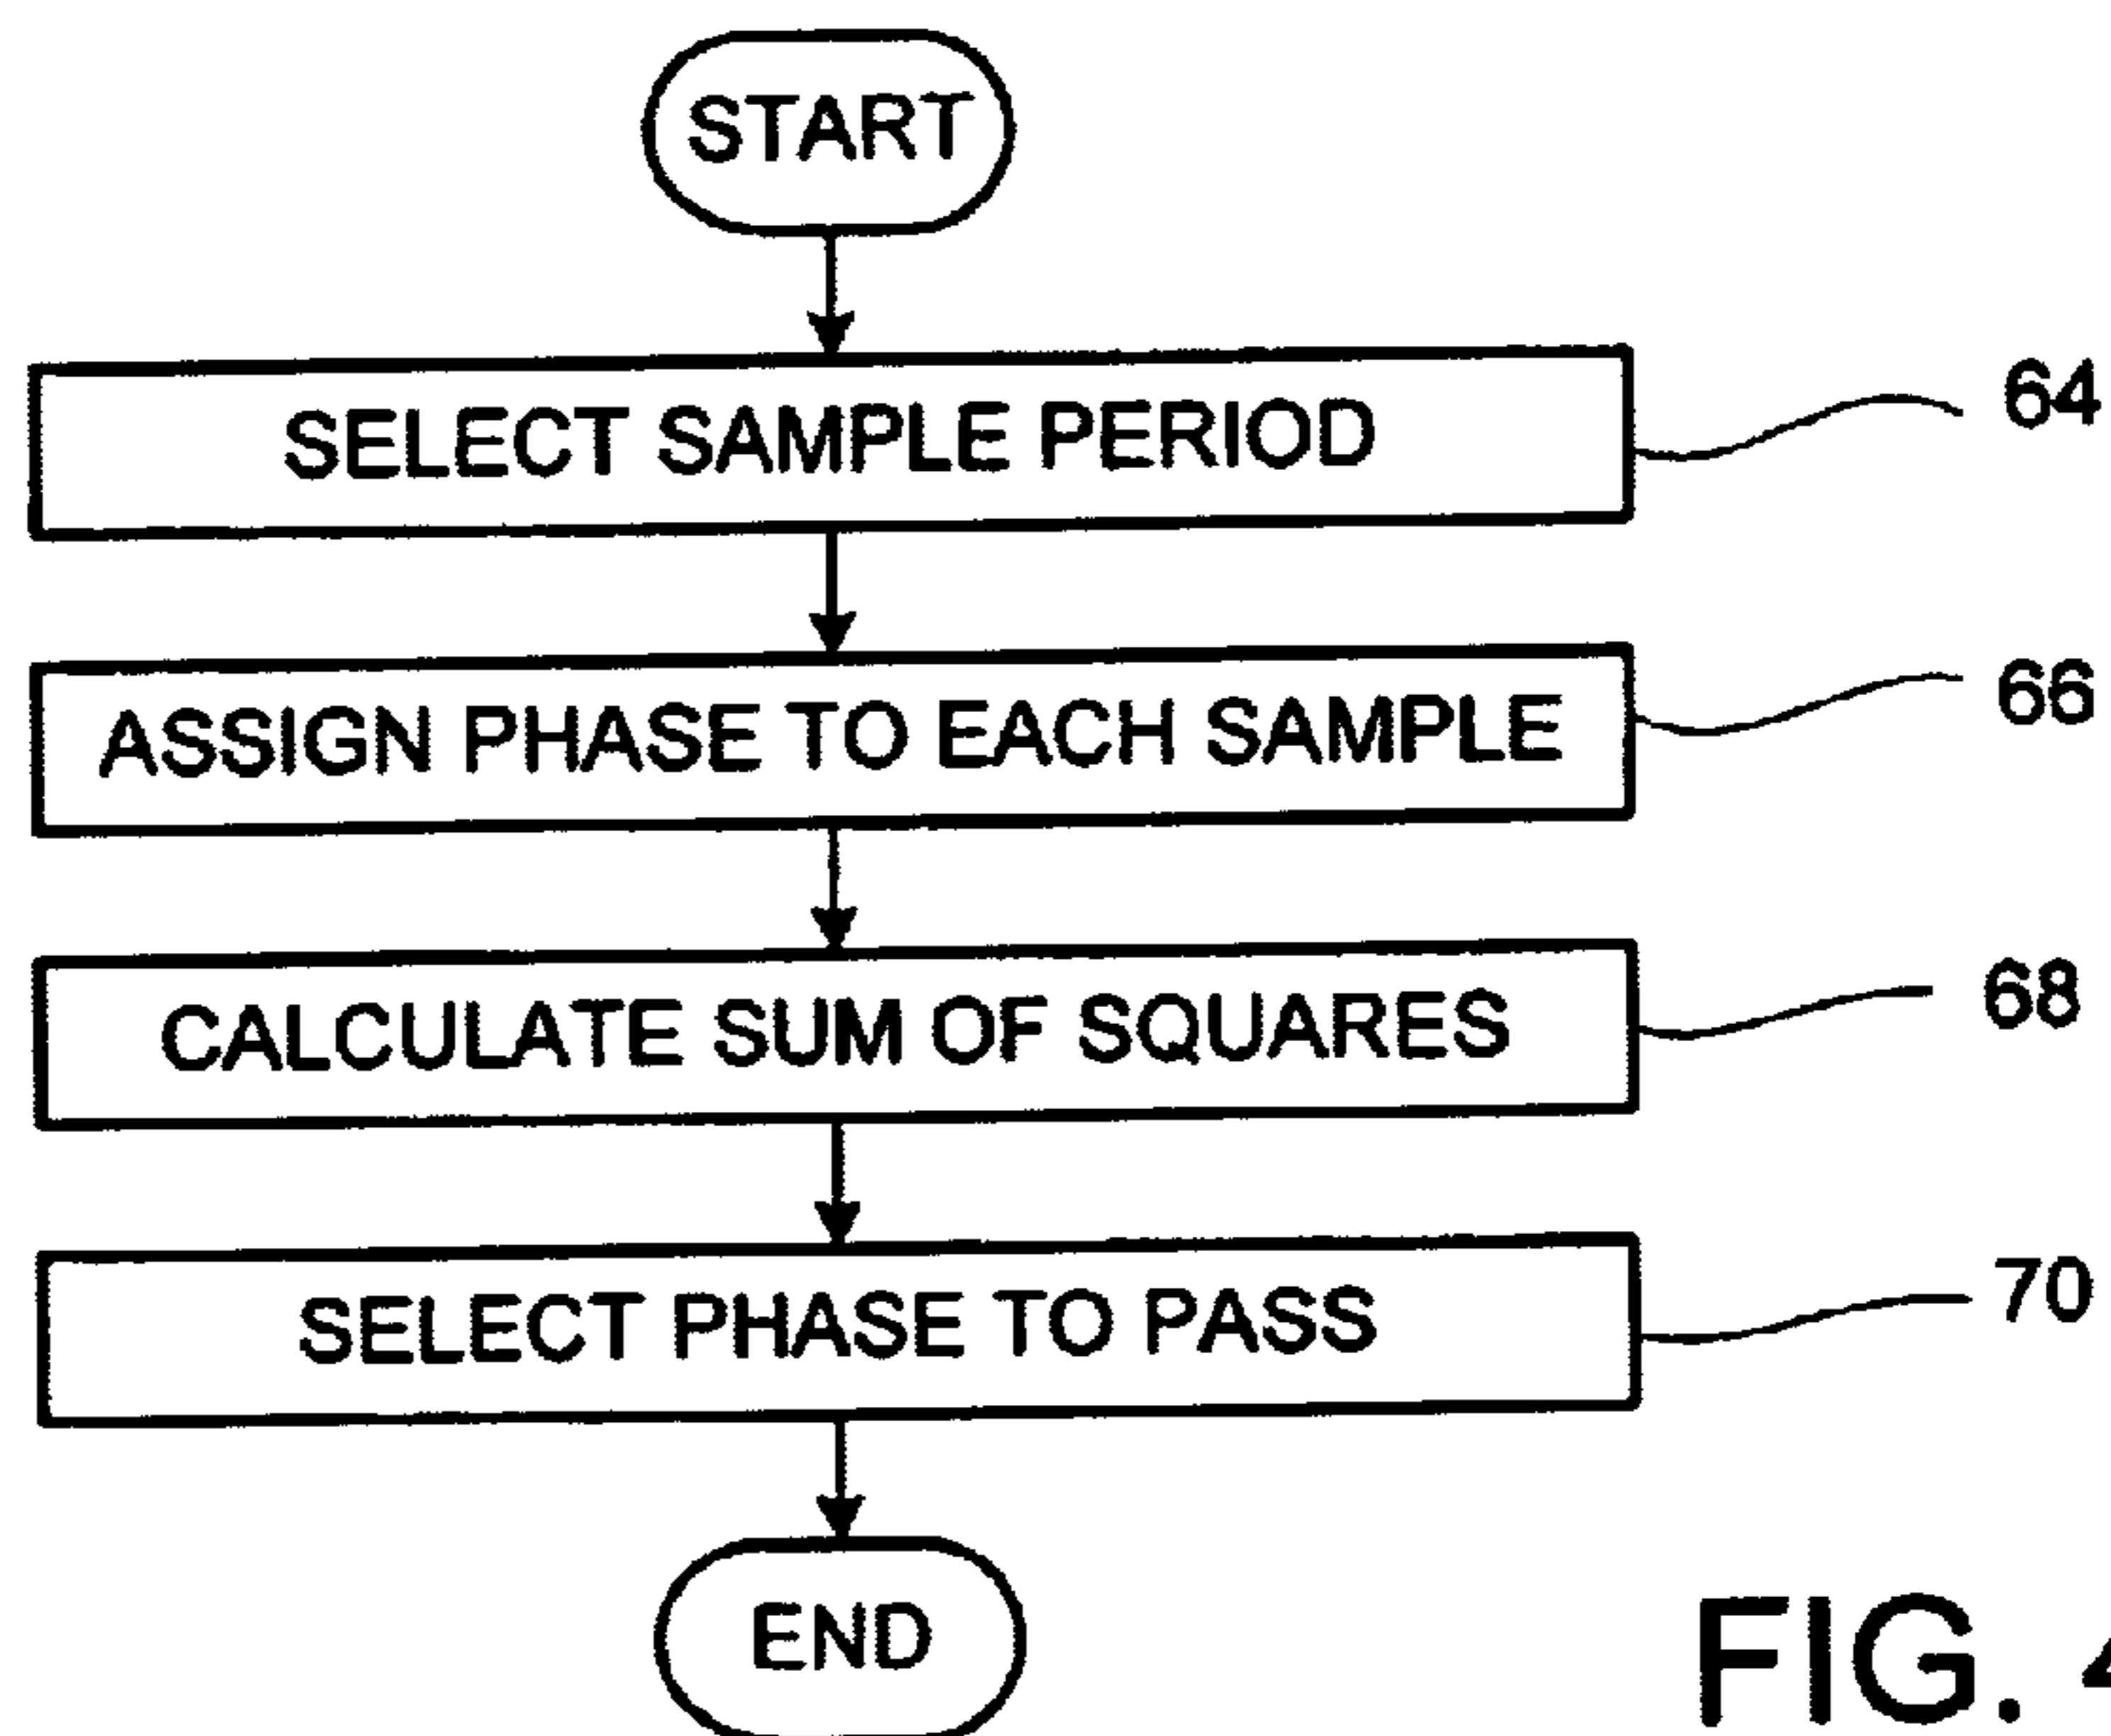 START
SELECT SAMPLE PERIOD
64
ASSIGN PHASE TO EACH SAMPLE
66
CALCULATE SUM OF SQUARES
68
SELECT PHASE TO PASS
70
END
FIG.